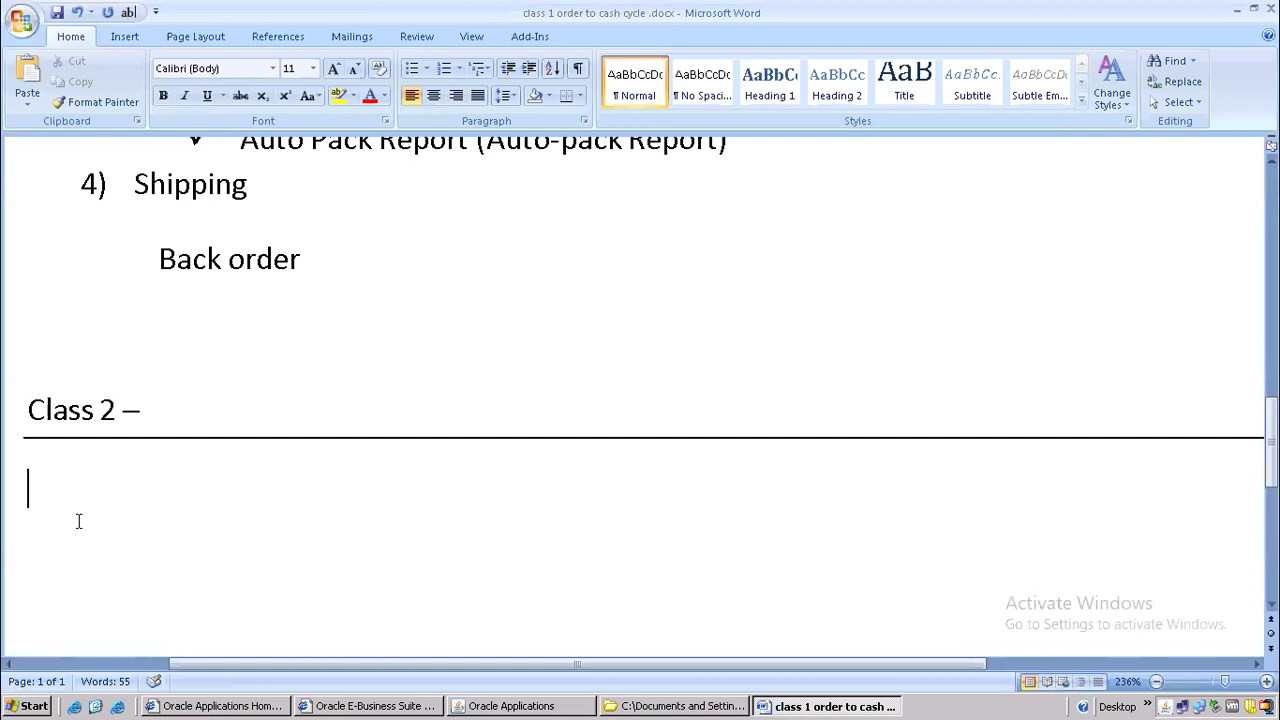 class 1 order to cash cycle .docx - Microsoft Word
Home Insert Page Layout References Mailings Review View Add-Ins
Paste
Cut
Copy
Format Painter
Clipboard
Calibri (Body) 11
Font
Paragraph
AaBbCcDc ¶ Normal
AaBbCcDc ¶ No Spaci...
AaBbC Heading 1
AaBbCc Heading 2
AaB Title
AaBbCc. Subtitle
AaBbCcDc Subtle Em...
Change Styles
Styles
Find
Replace
Select
Editing
Auto Pack Report (Auto-pack Report)
4) Shipping
Back order
Class 2 –
Activate Windows
Go to Settings to activate Windows.
Page: 1 of 1 Words: 55 236%
Start Oracle Applications Hom... Oracle E-Business Suite ... Oracle Applications C:\Documents and Settin... class 1 order to cash ... Desktop